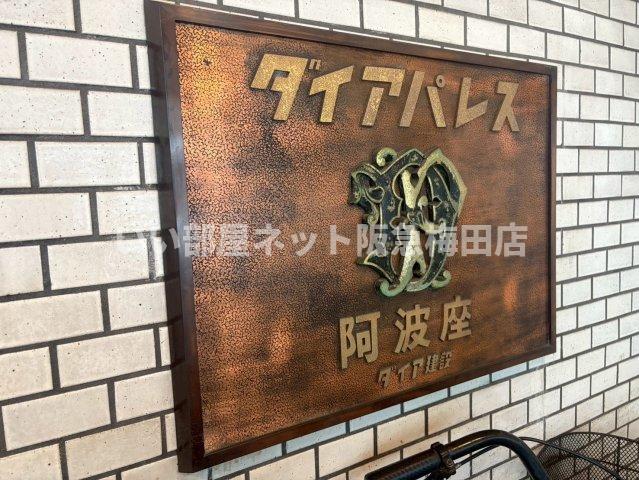 ダイアパレス
いい部屋ネット阪急梅田店
阿波座
ダイア建設